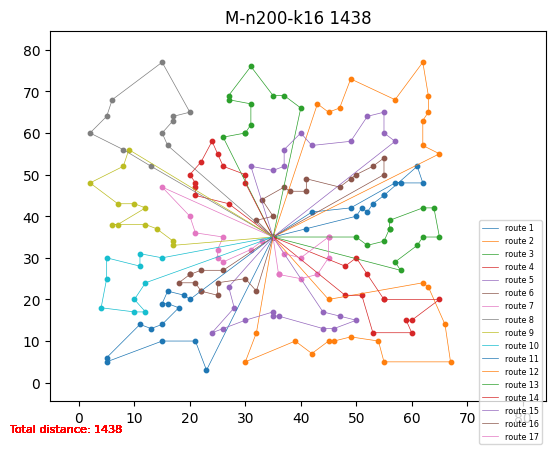 M-n200-k16 1438
80
70
60
50
40
30
20
10
0
0 10 20 30 40 50 60 70 80
route 1
route 2
route 3
route 4
route 5
route 6
route 7
route 8
route 9
route 10
route 11
route 12
route 13
route 14
route 15
route 16
route 17
Total distance: 1438